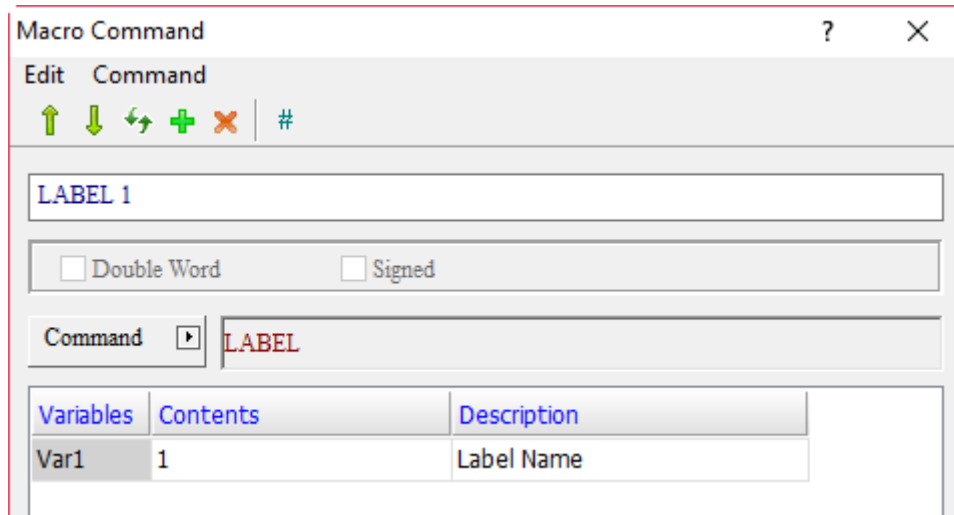 Macro Command ? ×
Edit Command
#
LABEL 1
Double Word Signed
Command LABEL
Variables Contents Description
Var1 1 Label Name